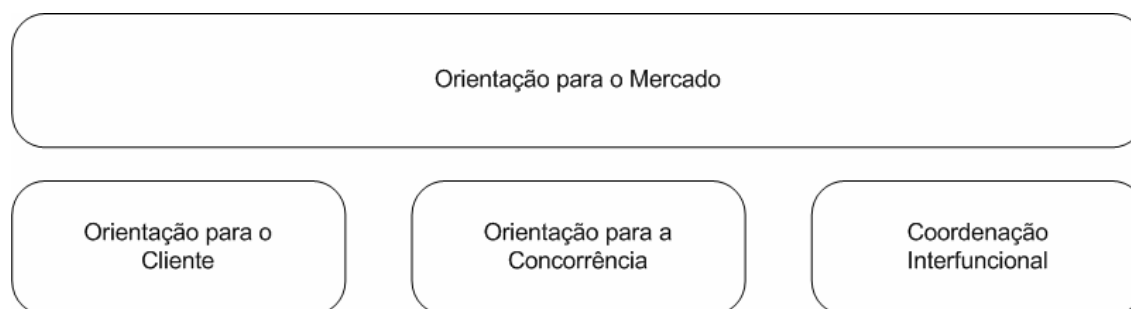 Orientação para o Mercado
Orientação para o
Cliente
Orientação para a
Concorrência
Coordenação
Interfuncional